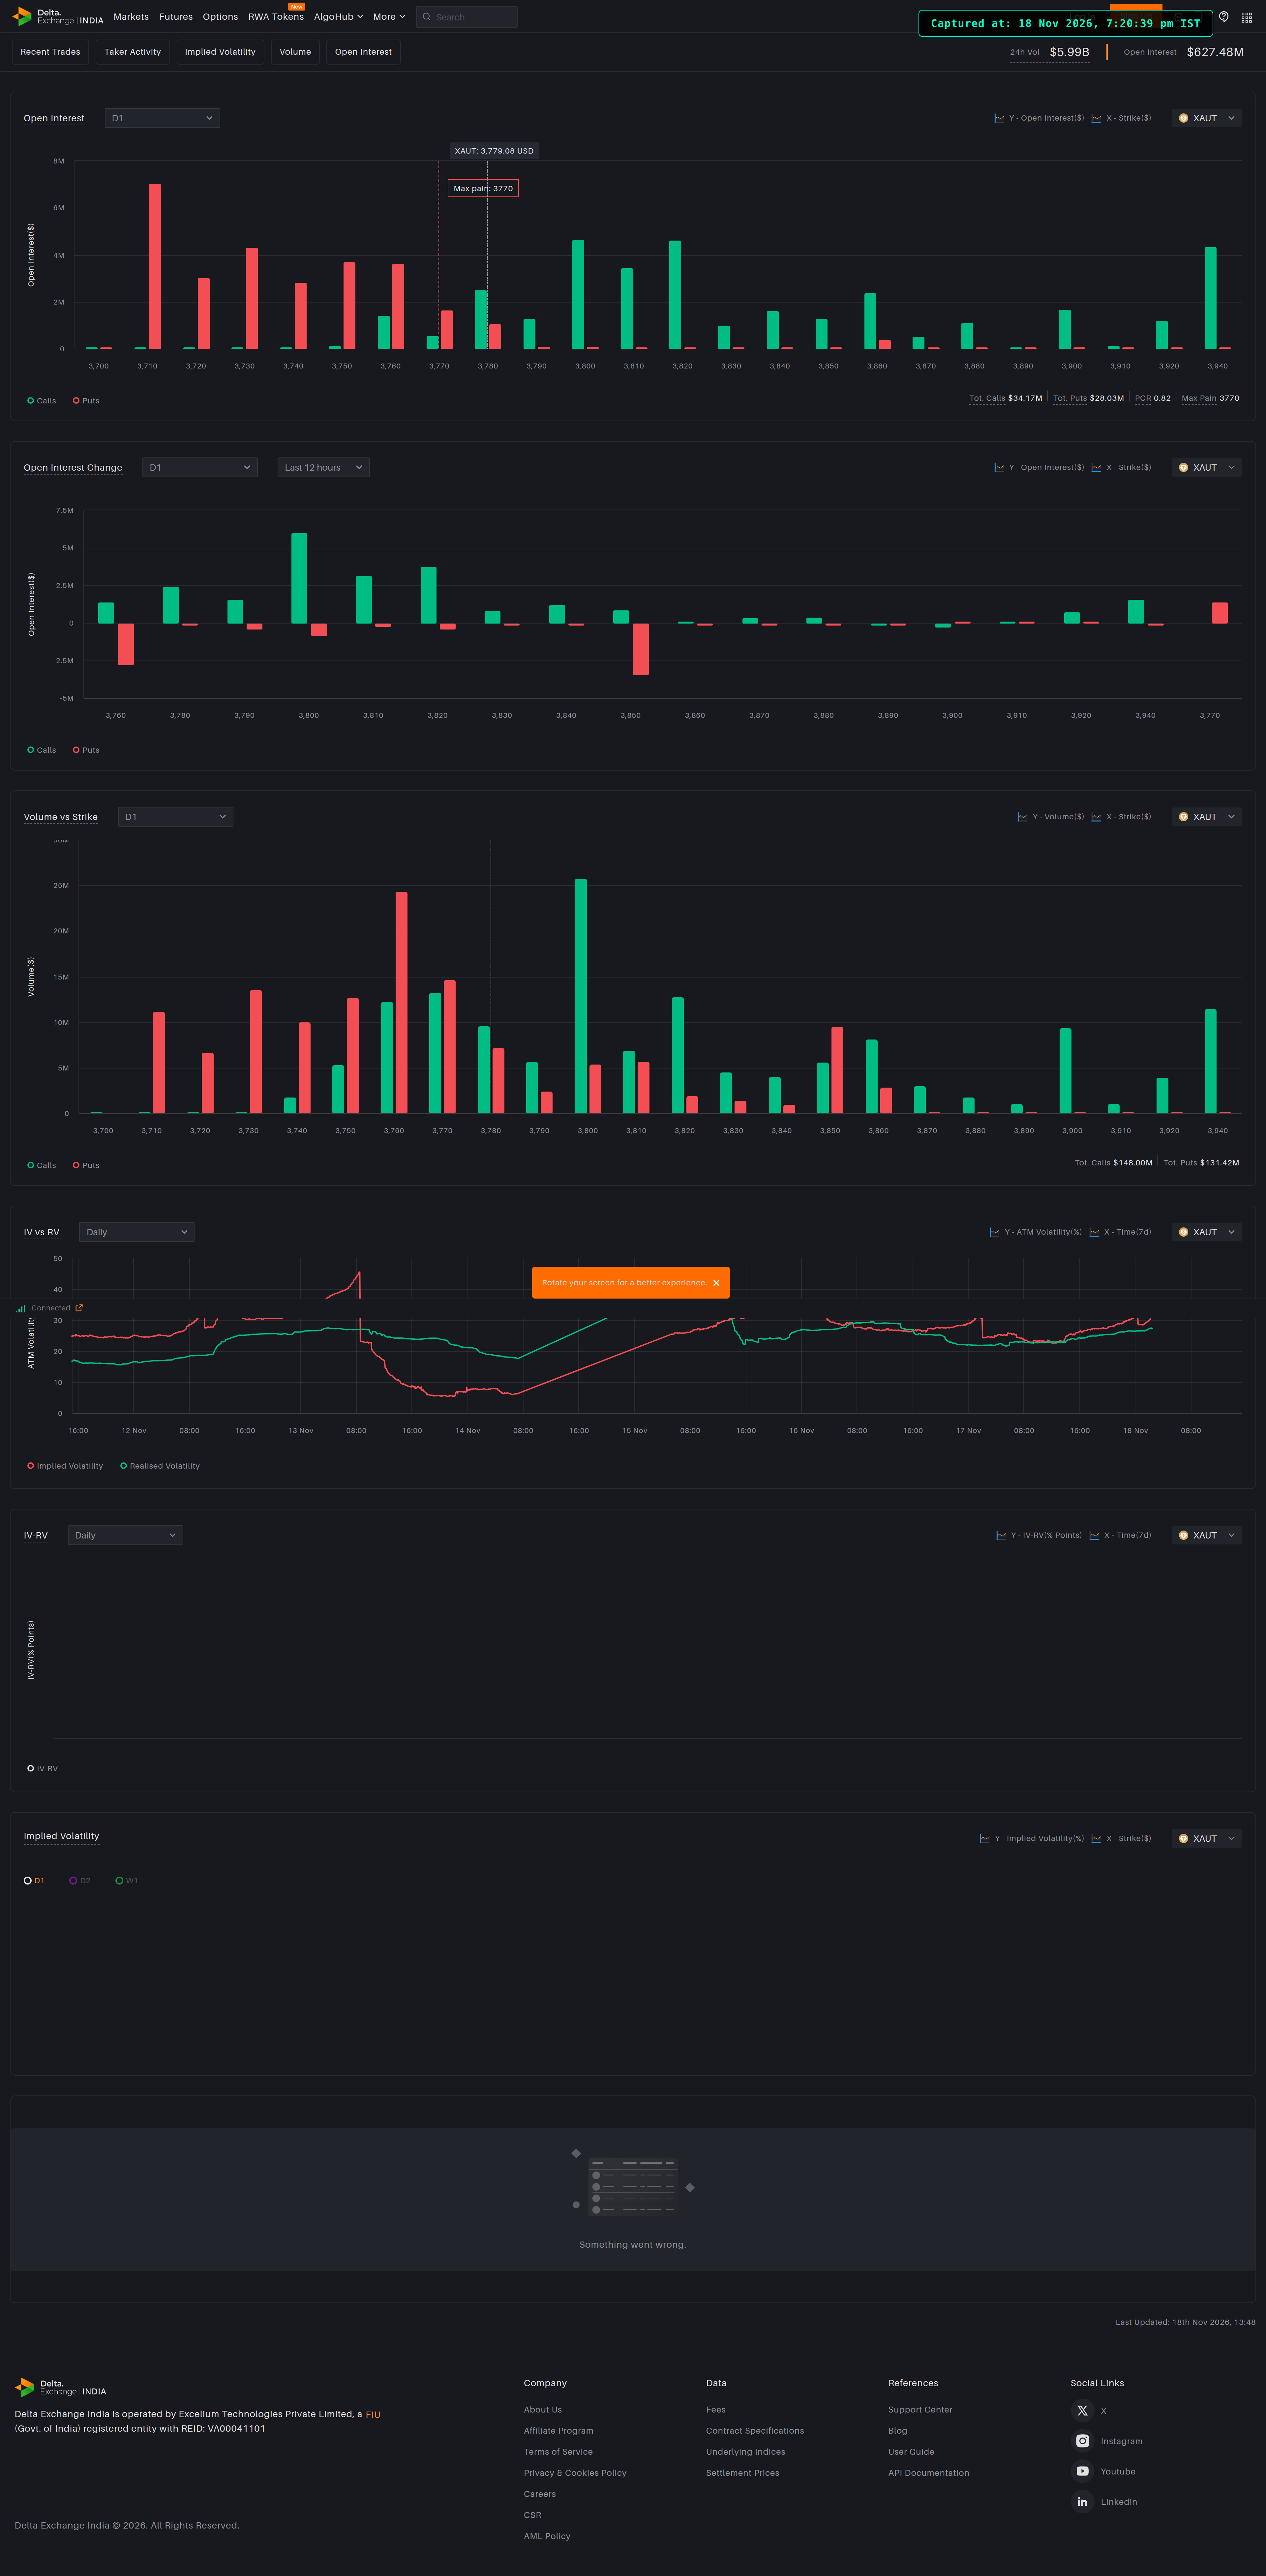 Delta.
Exchange | INDIA
Markets Futures Options RWA Tokens New AlgoHub More Search
Captured at: 18 Nov 2026, 7:20:39 pm IST
Recent Trades Taker Activity Implied Volatility Volume Open Interest
24h Vol $5.99B Open Interest $627.48M
Open Interest D1 Y - Open Interest($) X - Strike($) XAUT
XAUT: 3,779.08 USD
Max pain: 3770
8M
6M
4M
2M
0
Open Interest($)
3,700 3,710 3,720 3,730 3,740 3,750 3,760 3,770 3,780 3,790 3,800 3,810 3,820 3,830 3,840 3,850 3,860 3,870 3,880 3,890 3,900 3,910 3,920 3,940
Calls Puts
Tot. Calls $34.17M Tot. Puts $28.03M PCR 0.82 Max Pain 3770
Open Interest Change D1 Last 12 hours Y - Open Interest($) X - Strike($) XAUT
7.5M
5M
2.5M
0
-2.5M
-5M
Open Interest($)
3,760 3,780 3,790 3,800 3,810 3,820 3,830 3,840 3,850 3,860 3,870 3,880 3,890 3,900 3,910 3,920 3,940 3,770
Calls Puts
Volume vs Strike D1 Y - Volume($) X - Strike($) XAUT
30M
25M
20M
15M
10M
5M
0
Volume($)
3,700 3,710 3,720 3,730 3,740 3,750 3,760 3,770 3,780 3,790 3,800 3,810 3,820 3,830 3,840 3,850 3,860 3,870 3,880 3,890 3,900 3,910 3,920 3,940
Calls Puts
Tot. Calls $148.00M Tot. Puts $131.42M
IV vs RV Daily Y - ATM Volatility(%) X - Time(7d) XAUT
50
40
Rotate your screen for a better experience.
Connected
30
20
10
0
ATM Volatilit
16:00 12 Nov 08:00 16:00 13 Nov 08:00 16:00 14 Nov 08:00 16:00 15 Nov 08:00 16:00 16 Nov 08:00 16:00 17 Nov 08:00 16:00 18 Nov 08:00
Implied Volatility Realised Volatility
IV-RV Daily Y - IV-RV(% Points) X - Time(7d) XAUT
IV-RV(% Points)
IV-RV
Implied Volatility Y - Implied Volatility(%) X - Strike($) XAUT
D1 D2 W1
Something went wrong.
Last Updated: 18th Nov 2026, 13:48
Delta.
Exchange | INDIA
Delta Exchange India is operated by Excelium Technologies Private Limited, a FIU
(Govt. of India) registered entity with REID: VA00041101
Delta Exchange India © 2026. All Rights Reserved.
Company
About Us
Affiliate Program
Terms of Service
Privacy & Cookies Policy
Careers
CSR
AML Policy
Data
Fees
Contract Specifications
Underlying Indices
Settlement Prices
References
Support Center
Blog
User Guide
API Documentation
Social Links
X
Instagram
Youtube
Linkedin